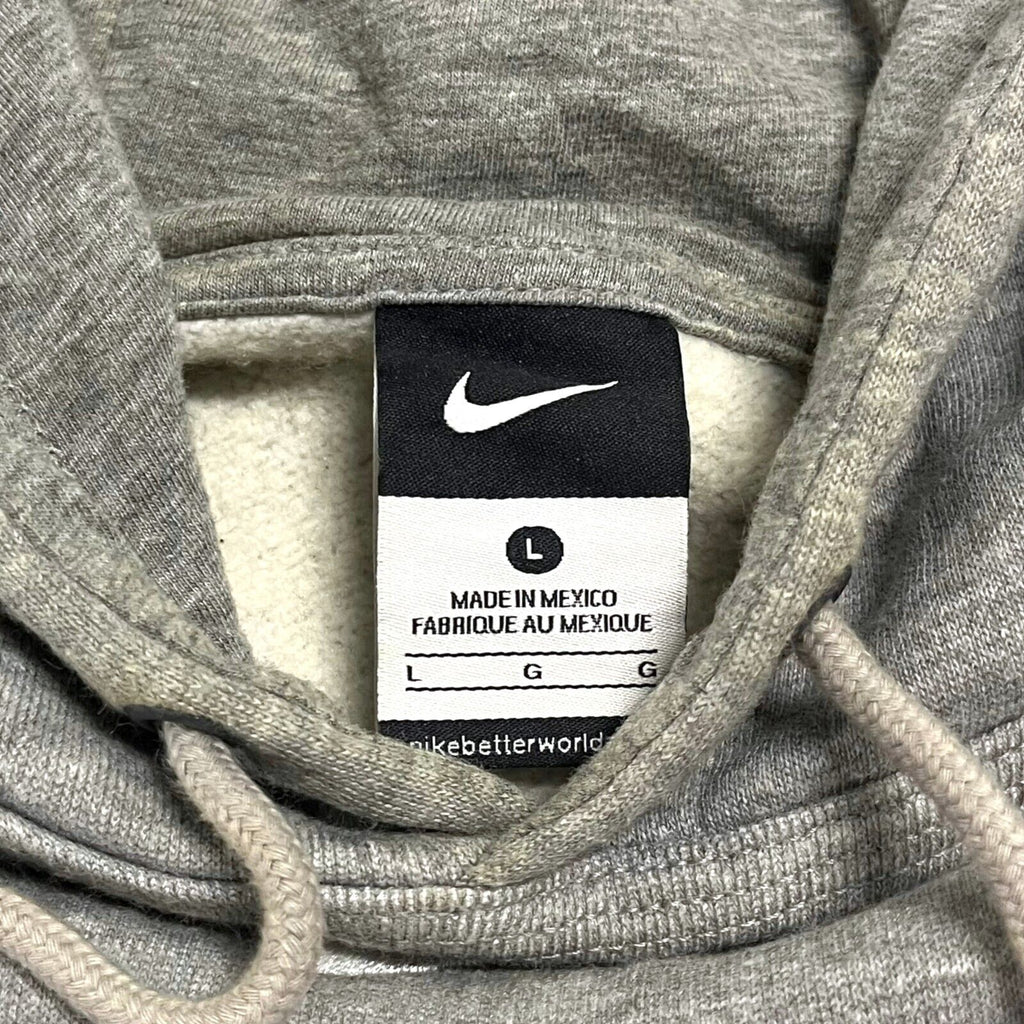 L
MADE IN MEXICO
FABRIQUE AU MEXIQUE
L G G
nikebetterworld